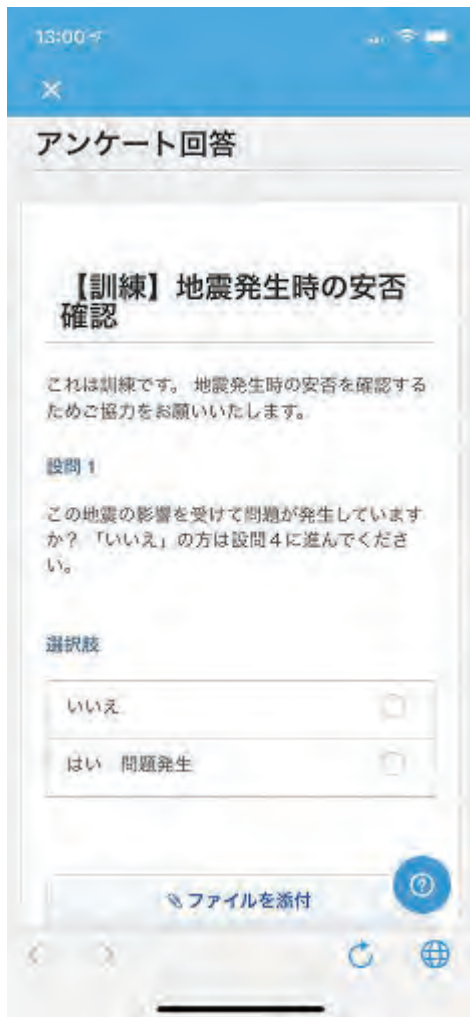 13:00
アンケート回答
【訓練】地震発生時の安否
確認
これは訓練です。 地震発生時の安否を確認する
ためご協力をお願いいたします。
設問 1
この地震の影響を受けて問題が発生しています
か？ 「いいえ」の方は設問４に進んでくださ
い。
選択肢
いいえ
はい　問題発生
ファイルを添付